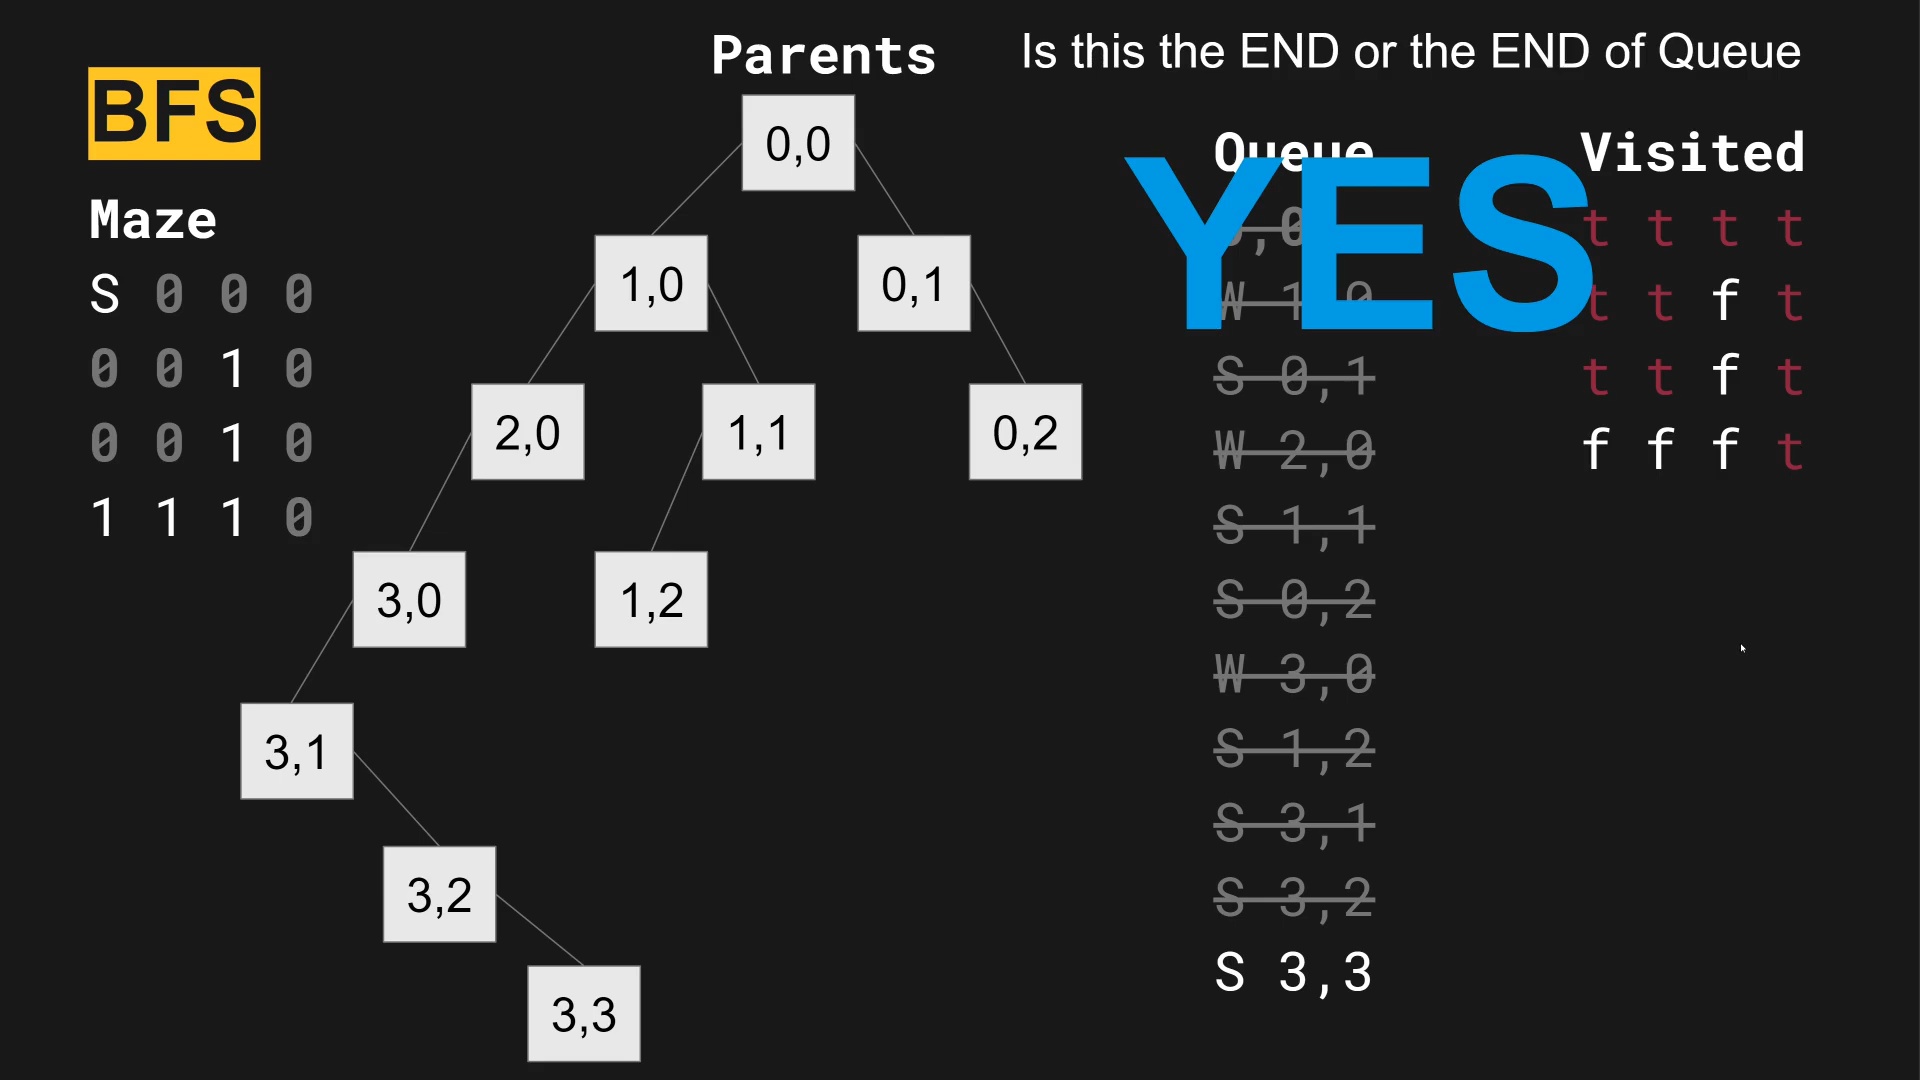 BFS
Parents
Is this the END or the END of Queue
Maze
S 0 0 0
0 0 1 0
0 0 1 0
1 1 1 0
0,0
1,0 0,1
2,0 1,1 0,2
3,0 1,2
3,1
3,2
3,3
Queue
YES
S 0,1
W 2,0
S 1,1
S 0,2
W 3,0
S 1,2
S 3,1
S 3,2
S 3,3
Visited
t t t t
t t f t
t t f t
f f f t